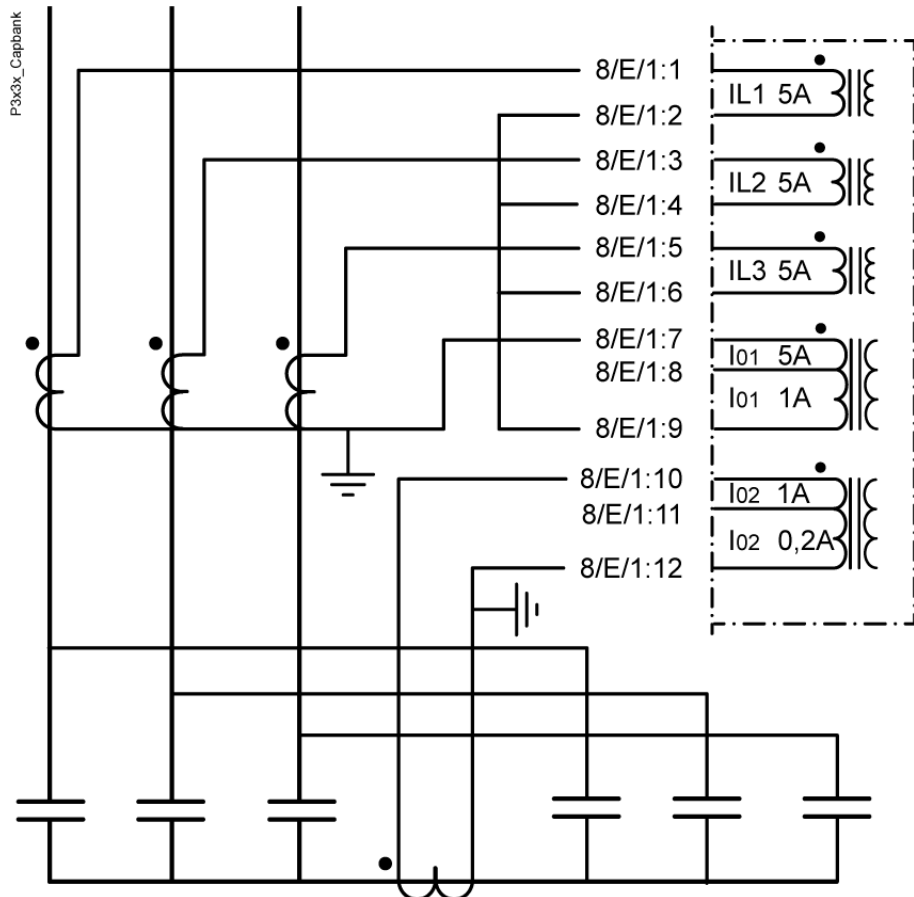 P3x3x_Capbank
8/E/1:1
IL1 5A
8/E/1:2
8/E/1:3
IL2 5A
8/E/1:4
8/E/1:5
IL3 5A
8/E/1:6
8/E/1:7
I01 5A
8/E/1:8
I01 1A
8/E/1:9
8/E/1:10
I02 1A
8/E/1:11
I02 0,2A
8/E/1:12